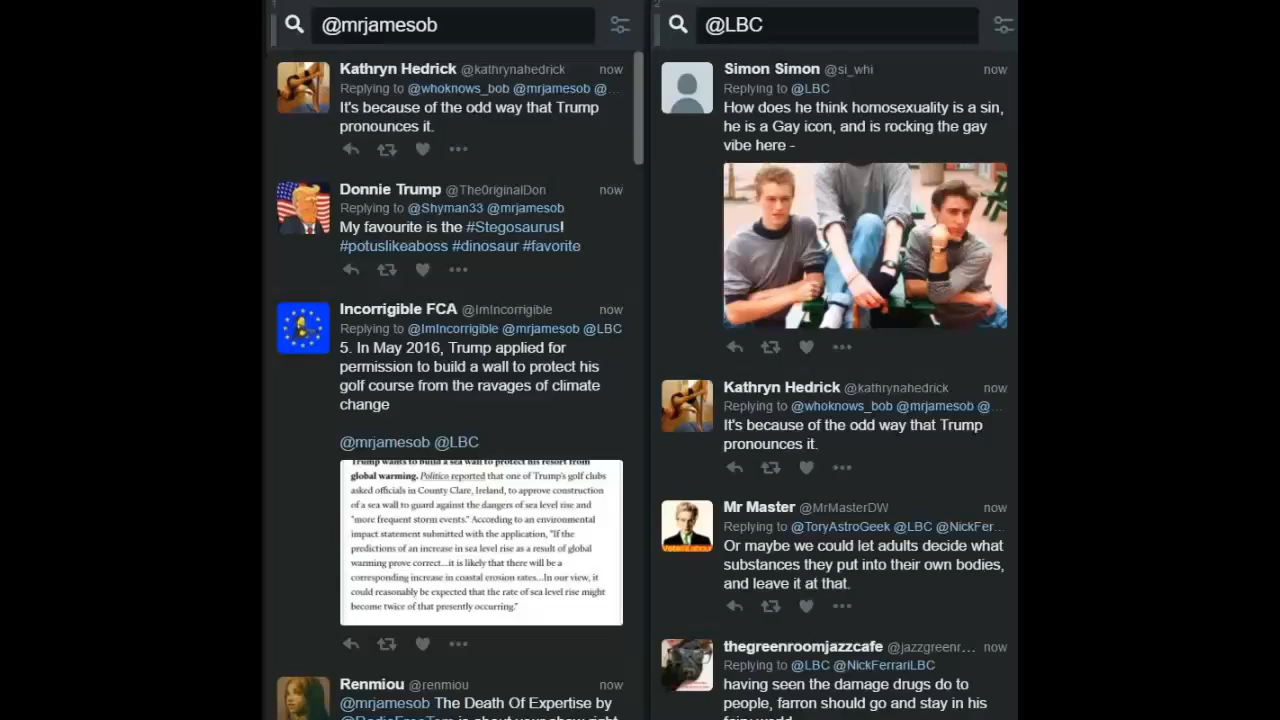 1
@mrjamesob
Kathryn Hedrick @kathrynahedrick now
Replying to @whoknows_bob @mrjamesob @…
It's because of the odd way that Trump
pronounces it.
Donnie Trump @The0riginalDon now
Replying to @Shyman33 @mrjamesob
My favourite is the #Stegosaurus!
#potuslikeaboss #dinosaur #favorite
Incorrigible FCA @ImIncorrigible now
Replying to @ImIncorrigible @mrjamesob @LBC
5. In May 2016, Trump applied for
permission to build a wall to protect his
golf course from the ravages of climate
change
@mrjamesob @LBC
Trump wants to build a sea wall to protect his resort from
global warming. Politico reported that one of Trump's golf clubs
asked officials in County Clare, Ireland, to approve construction
of a sea wall to guard against the dangers of sea level rise and
"more frequent storm events." According to an environmental
impact statement submitted with the application, "If the
predictions of an increase in sea level rise as a result of global
warming prove correct...it is likely that there will be a
corresponding increase in coastal erosion rates...In our view, it
could reasonably be expected that the rate of sea level rise might
become twice of that presently occurring."
Renmiou @renmiou now
@mrjamesob The Death Of Expertise by
@RadioFreeTom is about your show right
2
@LBC
Simon Simon @si_whi now
Replying to @LBC
How does he think homosexuality is a sin,
he is a Gay icon, and is rocking the gay
vibe here -
Kathryn Hedrick @kathrynahedrick now
Replying to @whoknows_bob @mrjamesob @…
It's because of the odd way that Trump
pronounces it.
Mr Master @MrMasterDW now
Replying to @ToryAstroGeek @LBC @NickFer…
Or maybe we could let adults decide what
substances they put into their own bodies,
and leave it at that.
thegreenroomjazzcafe @jazzgreenr… now
Replying to @LBC @NickFerrariLBC
having seen the damage drugs do to
people, farron should go and stay in his
fairy world